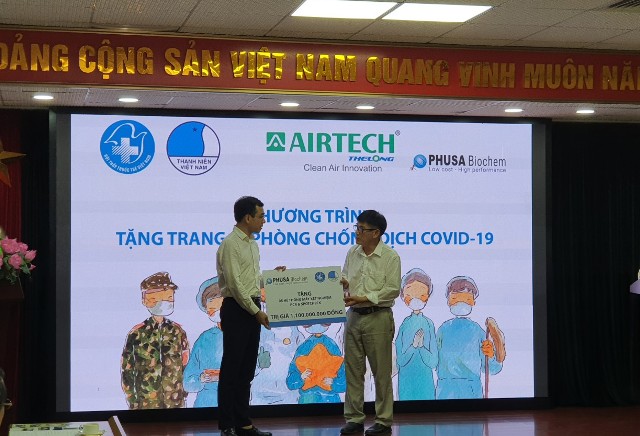 ĐẢNG CỘNG SẢN VIỆT NAM QUANG VINH MUÔN NĂM
THANH NIÊN
VIỆT NAM
AIRTECH®
THELONG
Clean Air Innovation
PHUSA Biochem
Low cost - High performance
HƯƠNG TRÌN
TẶNG TRANG PHÒNG CHỐNG DỊCH COVID-19
PHUSA Biochem
TẶNG
TRỊ GIÁ 1.100.000.000 ĐỒNG